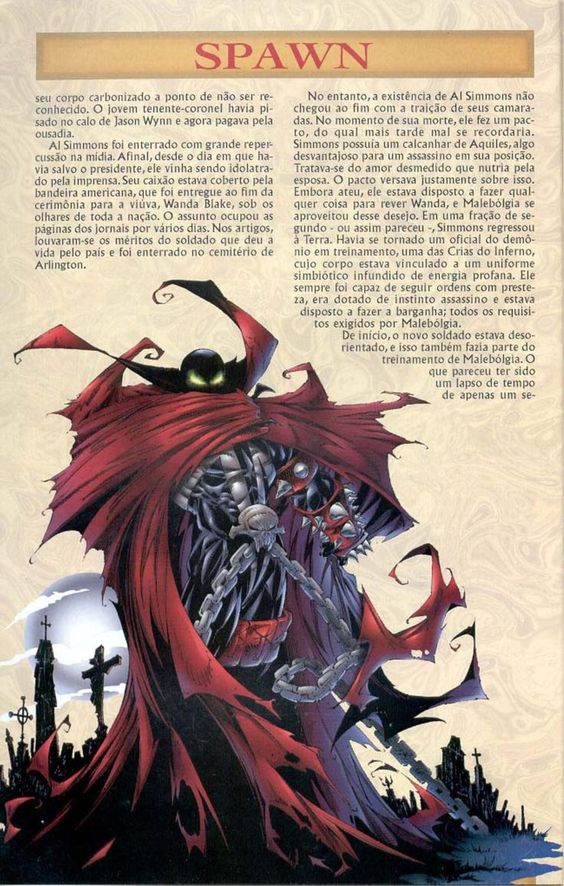 SPAWN
seu corpo carbonizado a ponto de não ser re-
conhecido. O jovem tenente-coronel havia pi-
sado no calo de Jason Wynn e agora pagava pela
ousadia.
Al Simmons foi enterrado com grande reper-
cussão na mídia. Afinal, desde o dia em que ha-
via salvo o presidente, ele vinha sendo idolatra-
do pela imprensa. Seu caixão estava coberto pela
bandeira americana, que foi entregue ao fim da
cerimônia para a viúva, Wanda Blake, sob os
olhares de toda a nação. O assunto ocupou as
páginas dos jornais por vários dias. Nos artigos,
louvaram-se os méritos do soldado que deu a
vida pelo país e foi enterrado no cemitério de
Arlington.
No entanto, a existência de Al Simmons não
chegou ao fim com a traição de seus camara-
das. No momento de sua morte, ele fez um pac-
to, do qual mais tarde mal se recordaria.
Simmons possuía um calcanhar de Aquiles, algo
desvantajoso para um assassino em sua posição.
Tratava-se do amor desmedido que nutria pela
esposa. O pacto versava justamente sobre isso.
Embora ateu, ele estava disposto a fazer qual-
quer coisa para rever Wanda, e Malebólgia se
aproveitou desse desejo. Em uma fração de se-
gundo - ou assim pareceu -, Simmons regressou
à Terra. Havia se tornado um oficial do demô-
nio em treinamento, uma das Crias do Inferno,
cujo corpo estava vinculado a um uniforme
simbiótico infundido de energia profana. Ele
sempre foi capaz de seguir ordens com preste-
za, era dotado de instinto assassino e estava
disposto a fazer a barganha; todos os requisi-
tos exigidos por Malebólgia.
De início, o novo soldado estava deso-
rientado, e isso também fazia parte do
treinamento de Malebólgia. O
que pareceu ter sido
um lapso de tempo
de apenas um se-